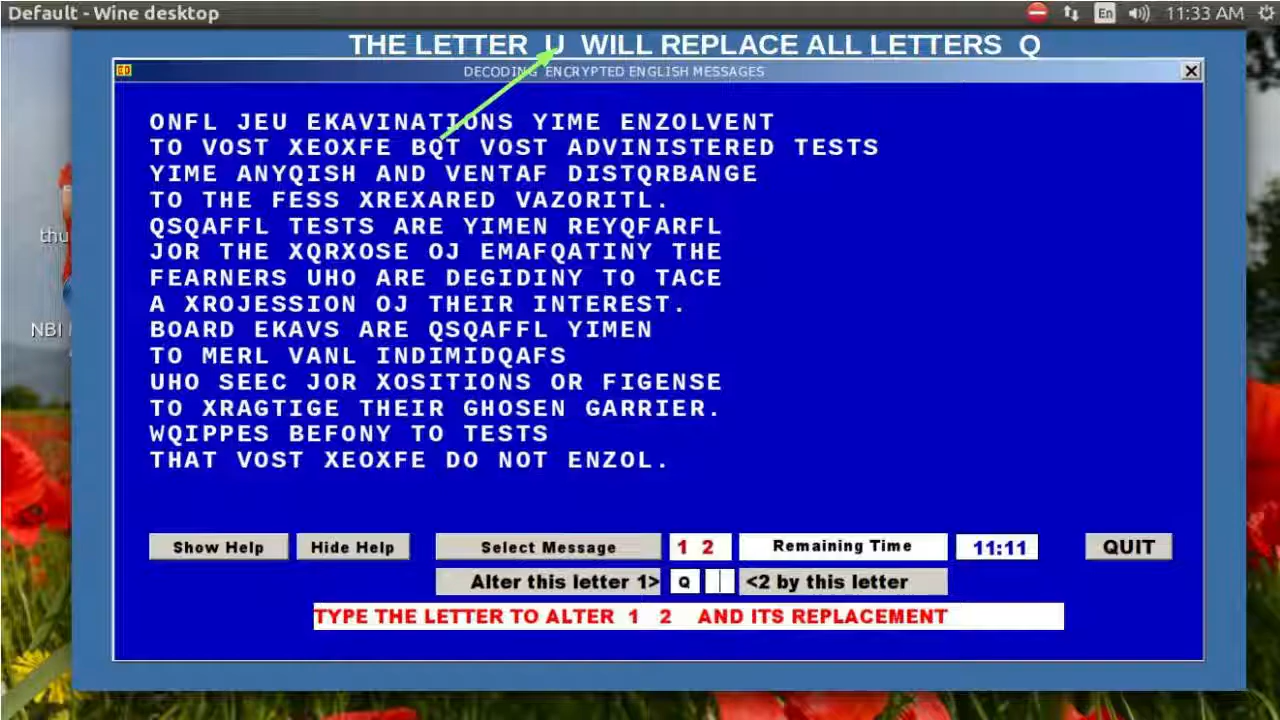 Default - Wine desktop
En 11:33 AM
THE LETTER U WILL REPLACE ALL LETTERS Q
DECODING ENCRYPTED ENGLISH MESSAGES
ONFL JEU EKAVINATIONS YIME ENZOLVENT
TO VOST XEOXFE BQT VOST ADVINISTERED TESTS
YIME ANYQISH AND VENTAF DISTQRBANGE
TO THE FESS XREXARED VAZORITL.
QSQAFFL TESTS ARE YIMEN REYQFARFL
JOR THE XQRXOSE OJ EMAFQATINY THE
FEARNERS UHO ARE DEGIDINY TO TACE
A XROJESSION OJ THEIR INTEREST.
BOARD EKAVS ARE QSQAFFL YIMEN
TO MERL VANL INDIMIDQAFS
UHO SEEC JOR XOSITIONS OR FIGENSE
TO XRAGTIGE THEIR GHOSEN GARRIER.
WQIPPES BEFONY TO TESTS
THAT VOST XEOXFE DO NOT ENZOL.
thu
NBI
Show Help Hide Help Select Message 1 2 Remaining Time 11:11 QUIT
Alter this letter 1> Q <2 by this letter
TYPE THE LETTER TO ALTER 1 2 AND ITS REPLACEMENT